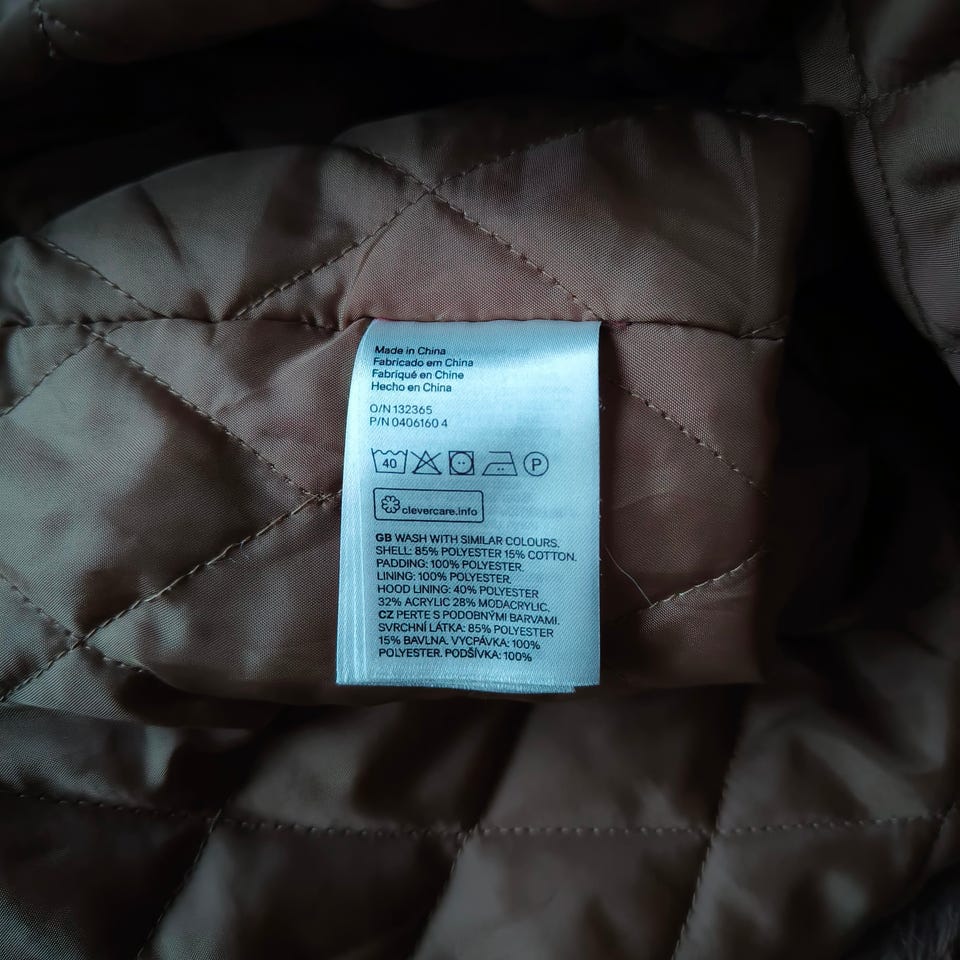 Made in China
Fabricado em China
Fabriqué en Chine
Hecho en China
O/N 132365
P/N 0406160 4
40 P
clevercare.info
GB WASH WITH SIMILAR COLOURS.
SHELL: 85% POLYESTER 15% COTTON.
PADDING: 100% POLYESTER.
LINING: 100% POLYESTER.
HOOD LINING: 40% POLYESTER
32% ACRYLIC 28% MODACRYLIC.
CZ PERTE S PODOBNÝMI BARVAMI.
SVRCHNÍ LÁTKA: 85% POLYESTER
15% BAVLNA. VYCPÁVKA: 100%
POLYESTER. PODŠÍVKA: 100%